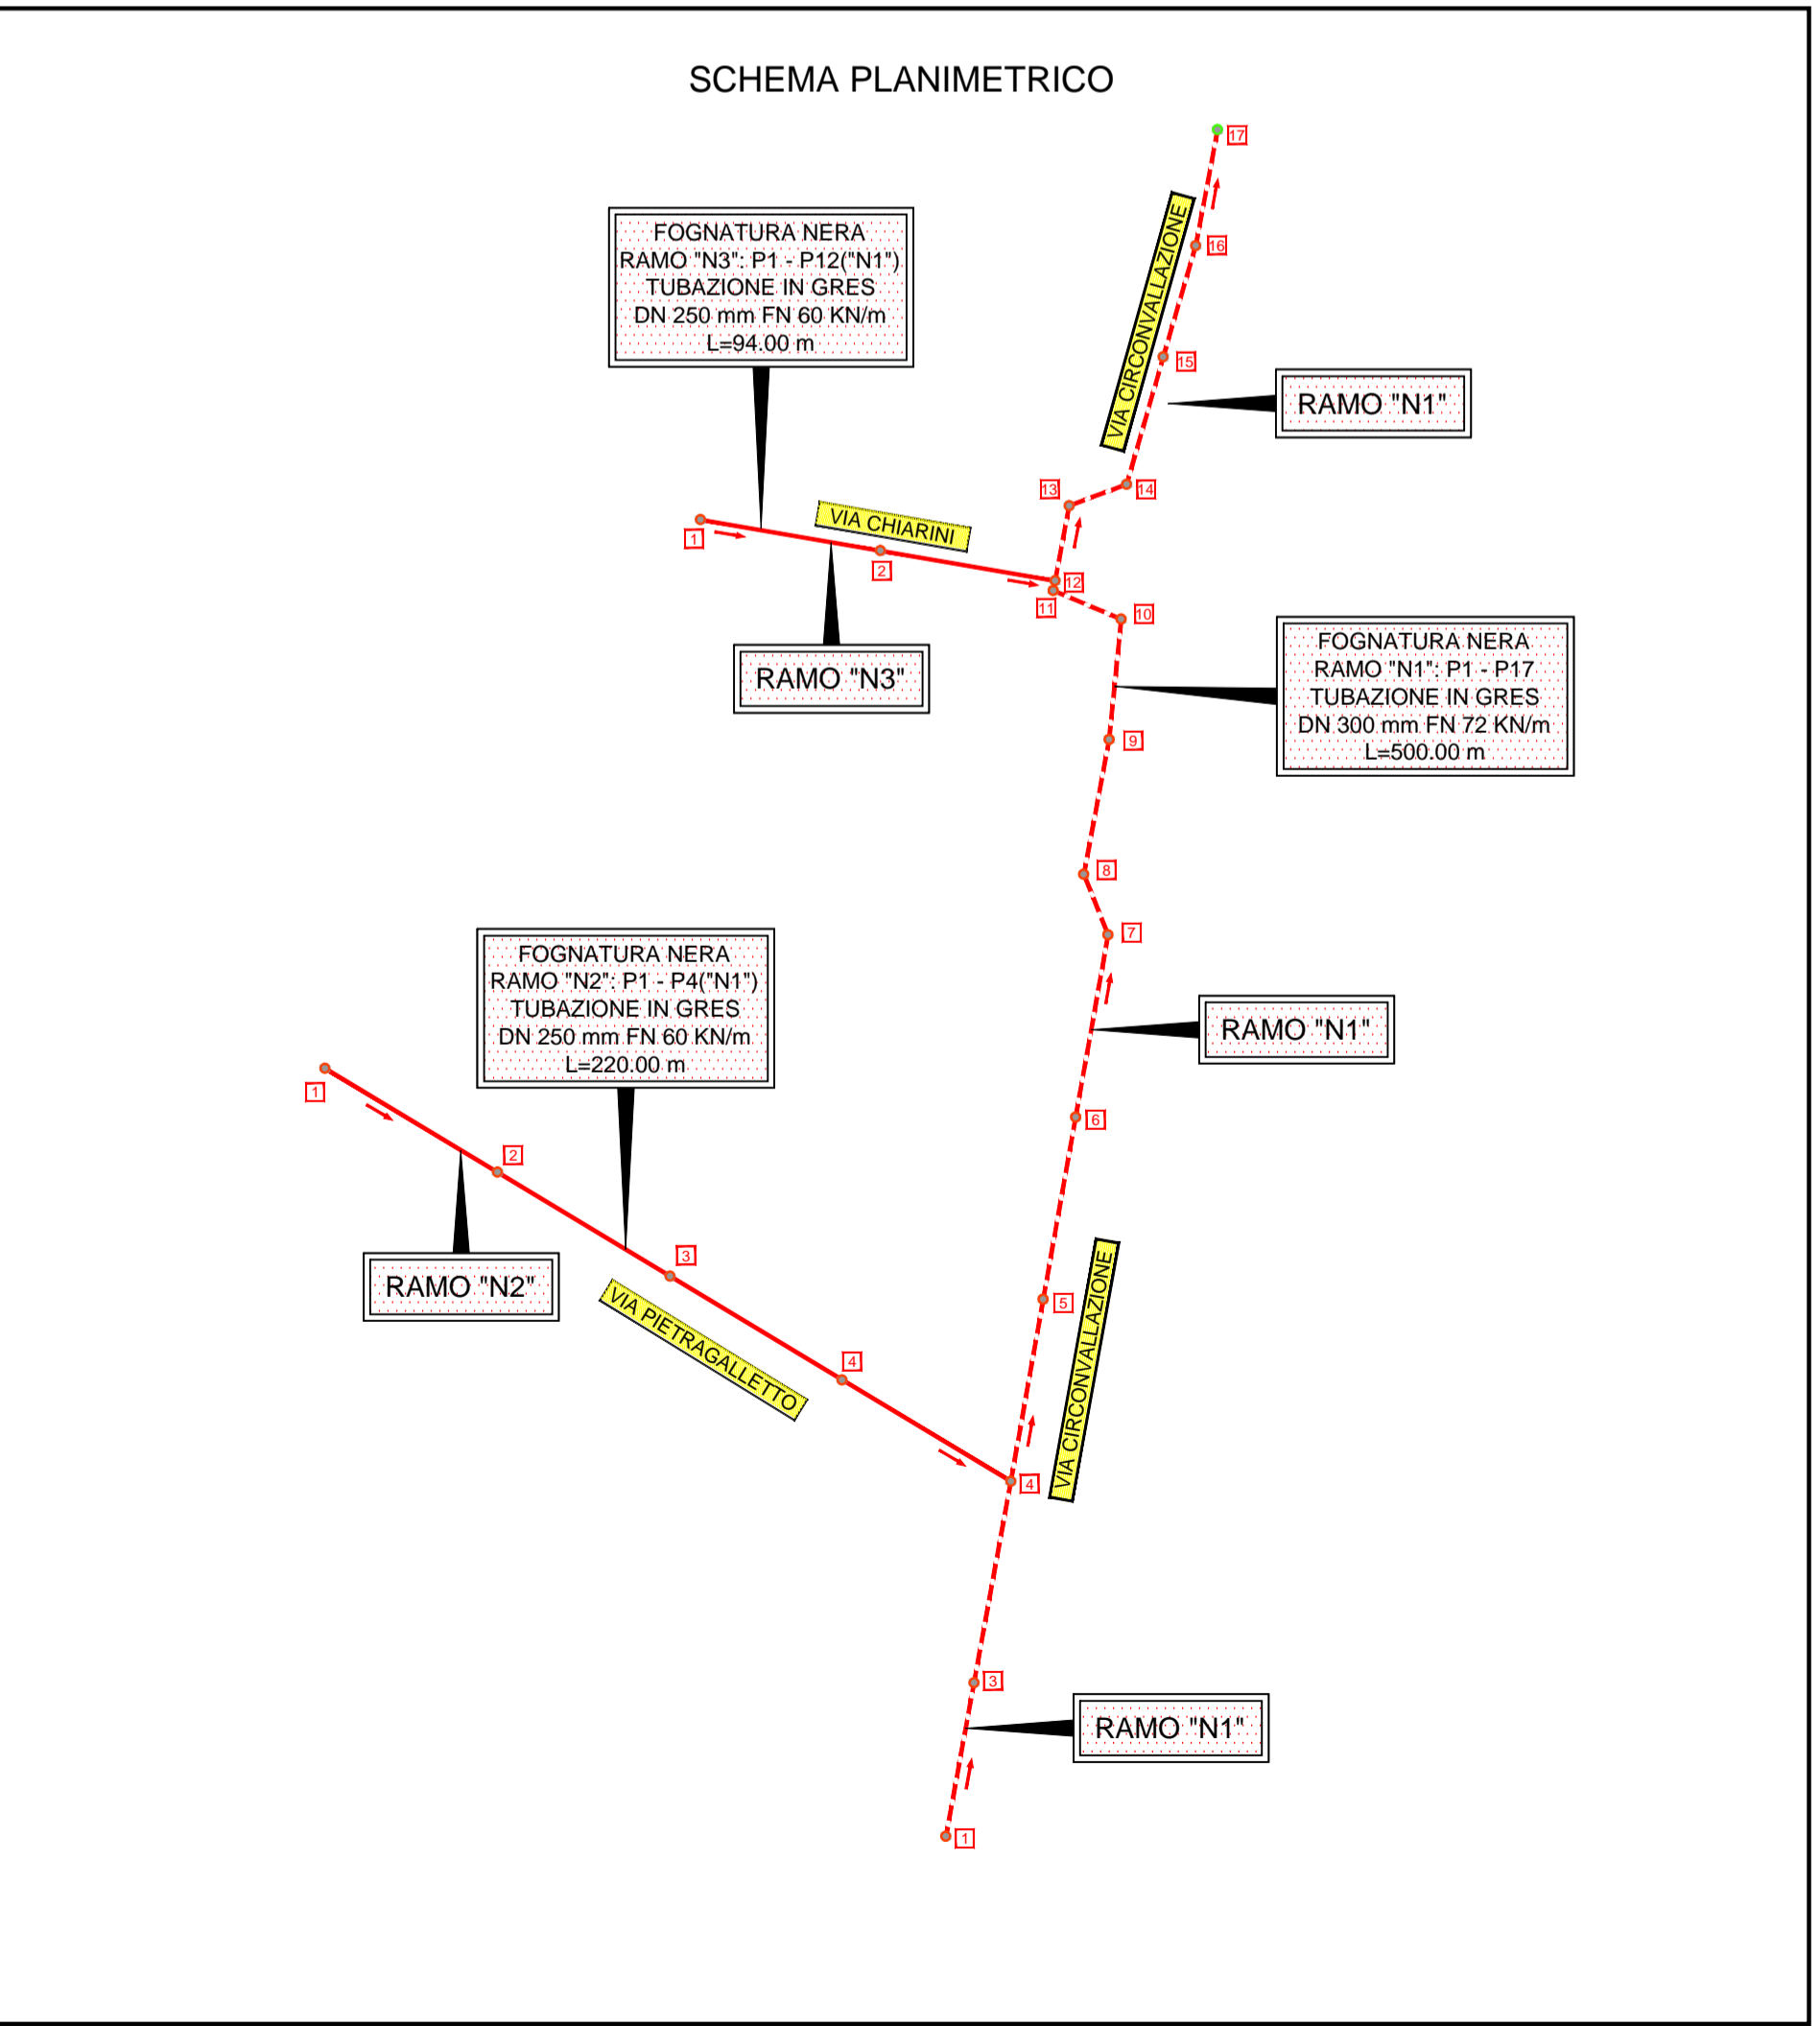 SCHEMA PLANIMETRICO
17
VIA CIRCONVALLAZIONE
16
FOGNATURA NERA
RAMO "N3": P1 - P12("N1")
TUBAZIONE IN GRES
DN 250 mm FN 60 KN/m
L=94.00 m
15
RAMO "N1"
13
14
VIA CHIARINI
1
2
12
11
10
RAMO "N3"
FOGNATURA NERA
RAMO "N1": P1 - P17
TUBAZIONE IN GRES
DN 300 mm FN 72 KN/m
L=500.00 m
9
8
7
FOGNATURA NERA
RAMO "N2": P1 - P4("N1")
TUBAZIONE IN GRES
DN 250 mm FN 60 KN/m
L=220.00 m
RAMO "N1"
1
6
2
3
RAMO "N2"
VIA PIETRAGALLETTO
5
VIA CIRCONVALLAZIONE
4
4
3
RAMO "N1"
1